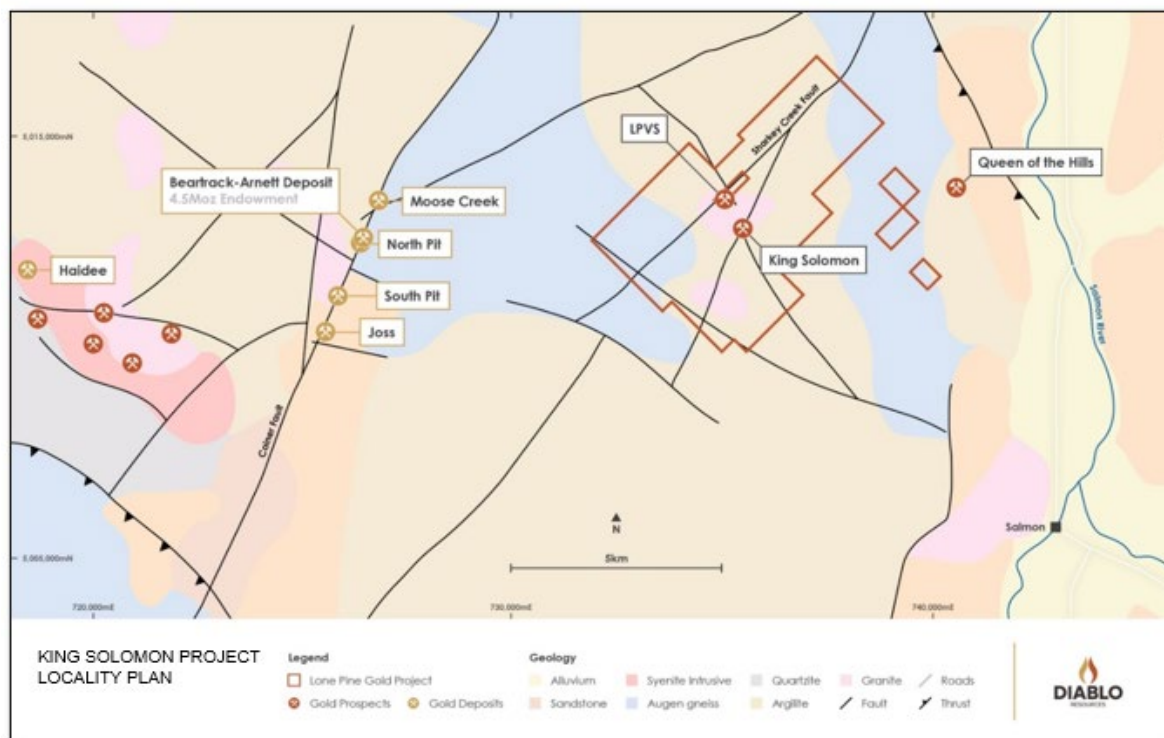 5,015,000mN
Sharkey Creek Fault
LPVS
Queen of the Hills
Beartrack-Arnett Deposit
4.5Moz Endowment
Moose Creek
North Pit
King Solomon
Haidee
South Pit
Joss
Salmon River
Coiner Fault
N
Salmon
5km
5,005,000mN
720,000mE
730,000mE
740,000mE
KING SOLOMON PROJECT
LOCALITY PLAN
Legend
Lone Pine Gold Project
Gold Prospects
Gold Deposits
Geology
Alluvium
Syenite Intrusive
Quartzite
Granite
Roads
Sandstone
Augen gneiss
Argillite
Fault
Thrust
DIABLO
RESOURCES